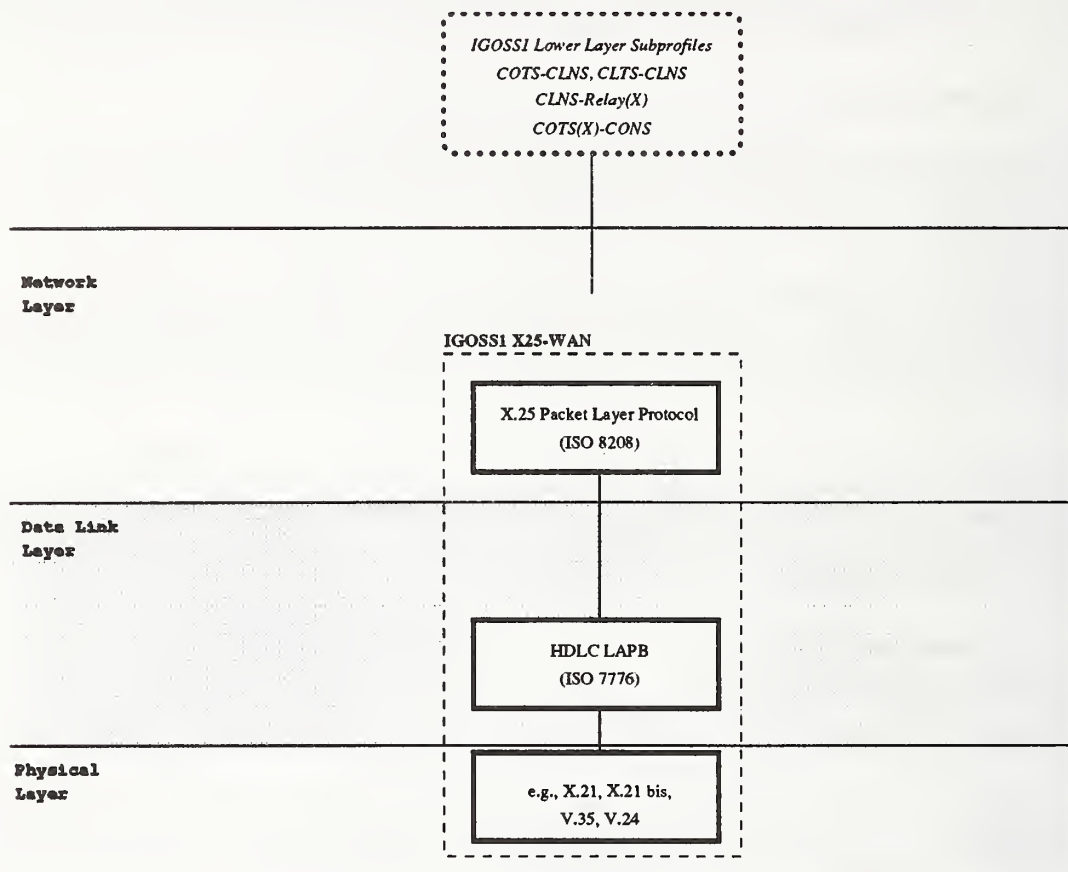 IGOSS1 Lower Layer Subprofiles
COTS-CLNS, CLTS-CLNS
CLNS-Relay(X)
COTS(X)-CONS
Network
Layer
IGOSS1 X25-WAN
X.25 Packet Layer Protocol
(ISO 8208)
Data Link
Layer
HDLC LAPB
(ISO 7776)
Physical
Layer
e.g., X.21, X.21 bis,
V.35, V.24